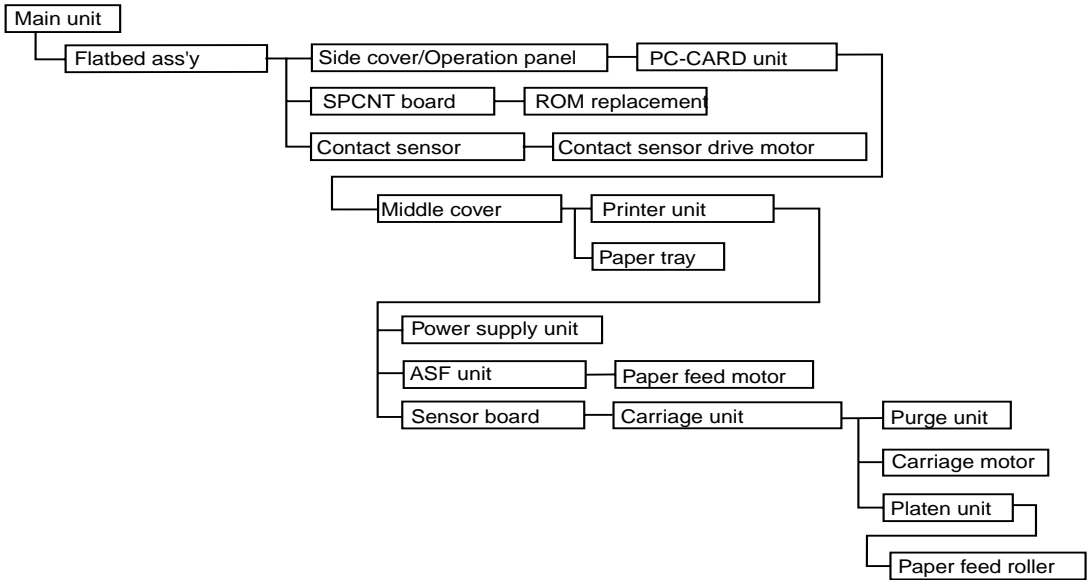 Main unit
Flatbed ass'y
Side cover/Operation panel
PC-CARD unit
SPCNT board
ROM replacement
Contact sensor
Contact sensor drive motor
Middle cover
Printer unit
Paper tray
Power supply unit
ASF unit
Paper feed motor
Sensor board
Carriage unit
Purge unit
Carriage motor
Platen unit
Paper feed roller